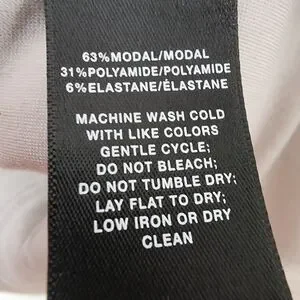 63%MODAL/MODAL
31%POLYAMIDE/POLYAMIDE
6%ELASTANE/ÉLASTANE
MACHINE WASH COLD
WITH LIKE COLORS
GENTLE CYCLE;
DO NOT BLEACH;
DO NOT TUMBLE DRY;
LAY FLAT TO DRY;
LOW IRON OR DRY
CLEAN